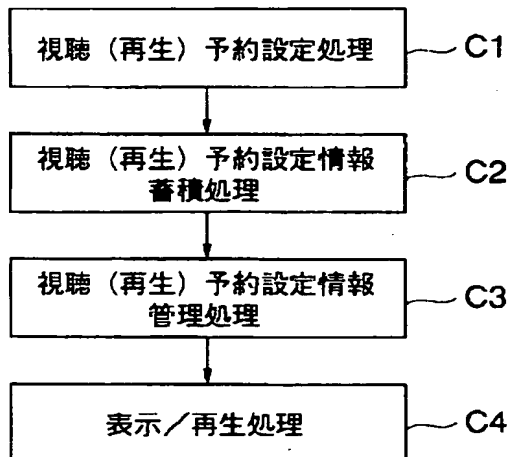 視聴（再生）予約設定処理
C1
視聴（再生）予約設定情報
蓄積処理
C2
視聴（再生）予約設定情報
管理処理
C3
表示／再生処理
C4